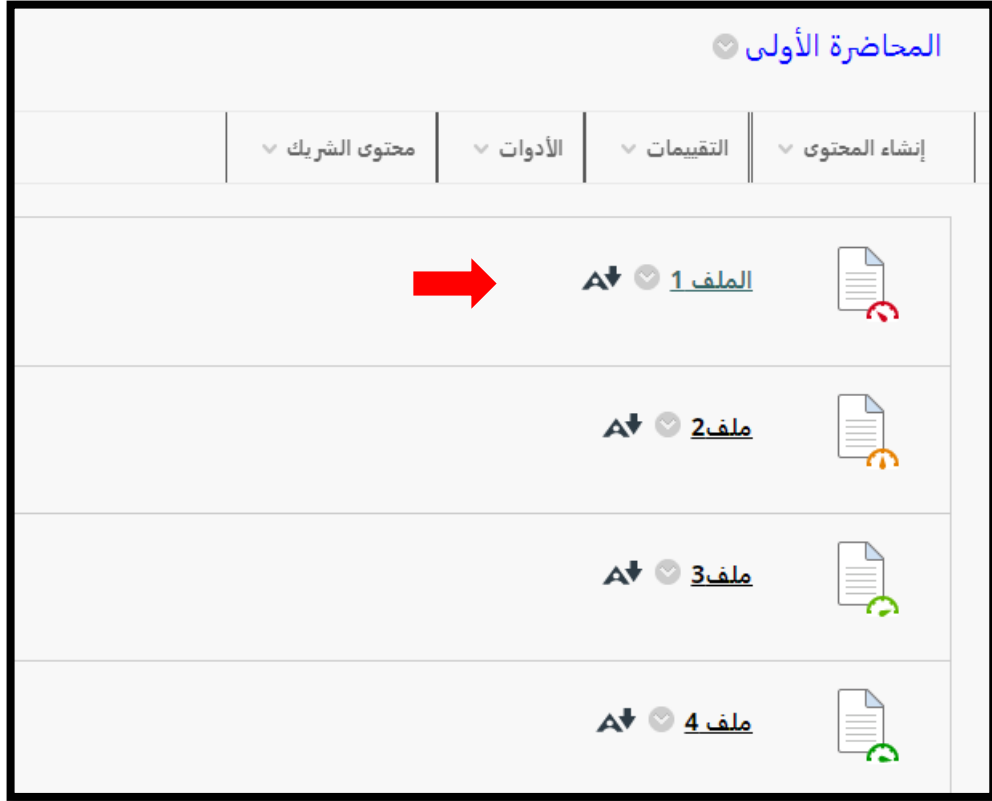 المحاضرة الأولى
إنشاء المحتوى التقييمات الأدوات محتوى الشريك
الملف 1
ملف2
ملف3
ملف 4